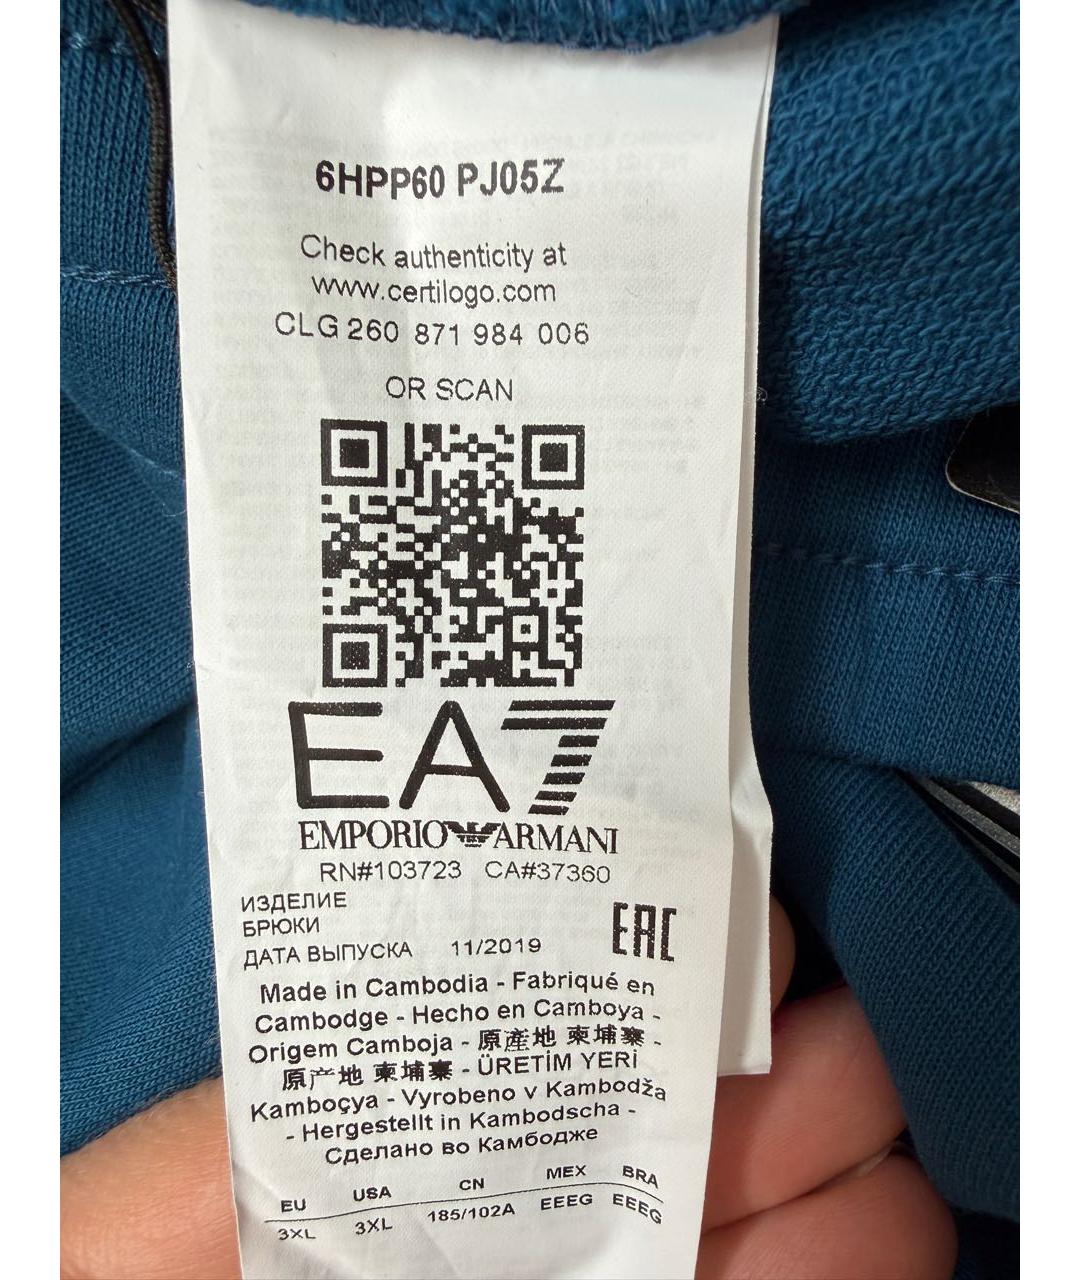 6HPP60 PJ05Z
Check authenticity at
www.certilogo.com
CLG 260 871 984 006
OR SCAN
EA7
EMPORIO ARMANI
RN#103723 CA#37360
ИЗДЕЛИЕ
БРЮКИ
ДАТА ВЫПУСКА 11/2019
EAC
Made in Cambodia - Fabriqué en
Cambodge - Hecho en Camboya -
Origem Camboja - 原產地 柬埔寨 -
原产地 柬埔寨 - ÜRETİM YERİ
Kamboçya - Vyrobeno v Kambodža
- Hergestellt in Kambodscha -
Сделано во Камбодже
EU USA CN MEX BRA
3XL 3XL 185/102A EEEG EEEG